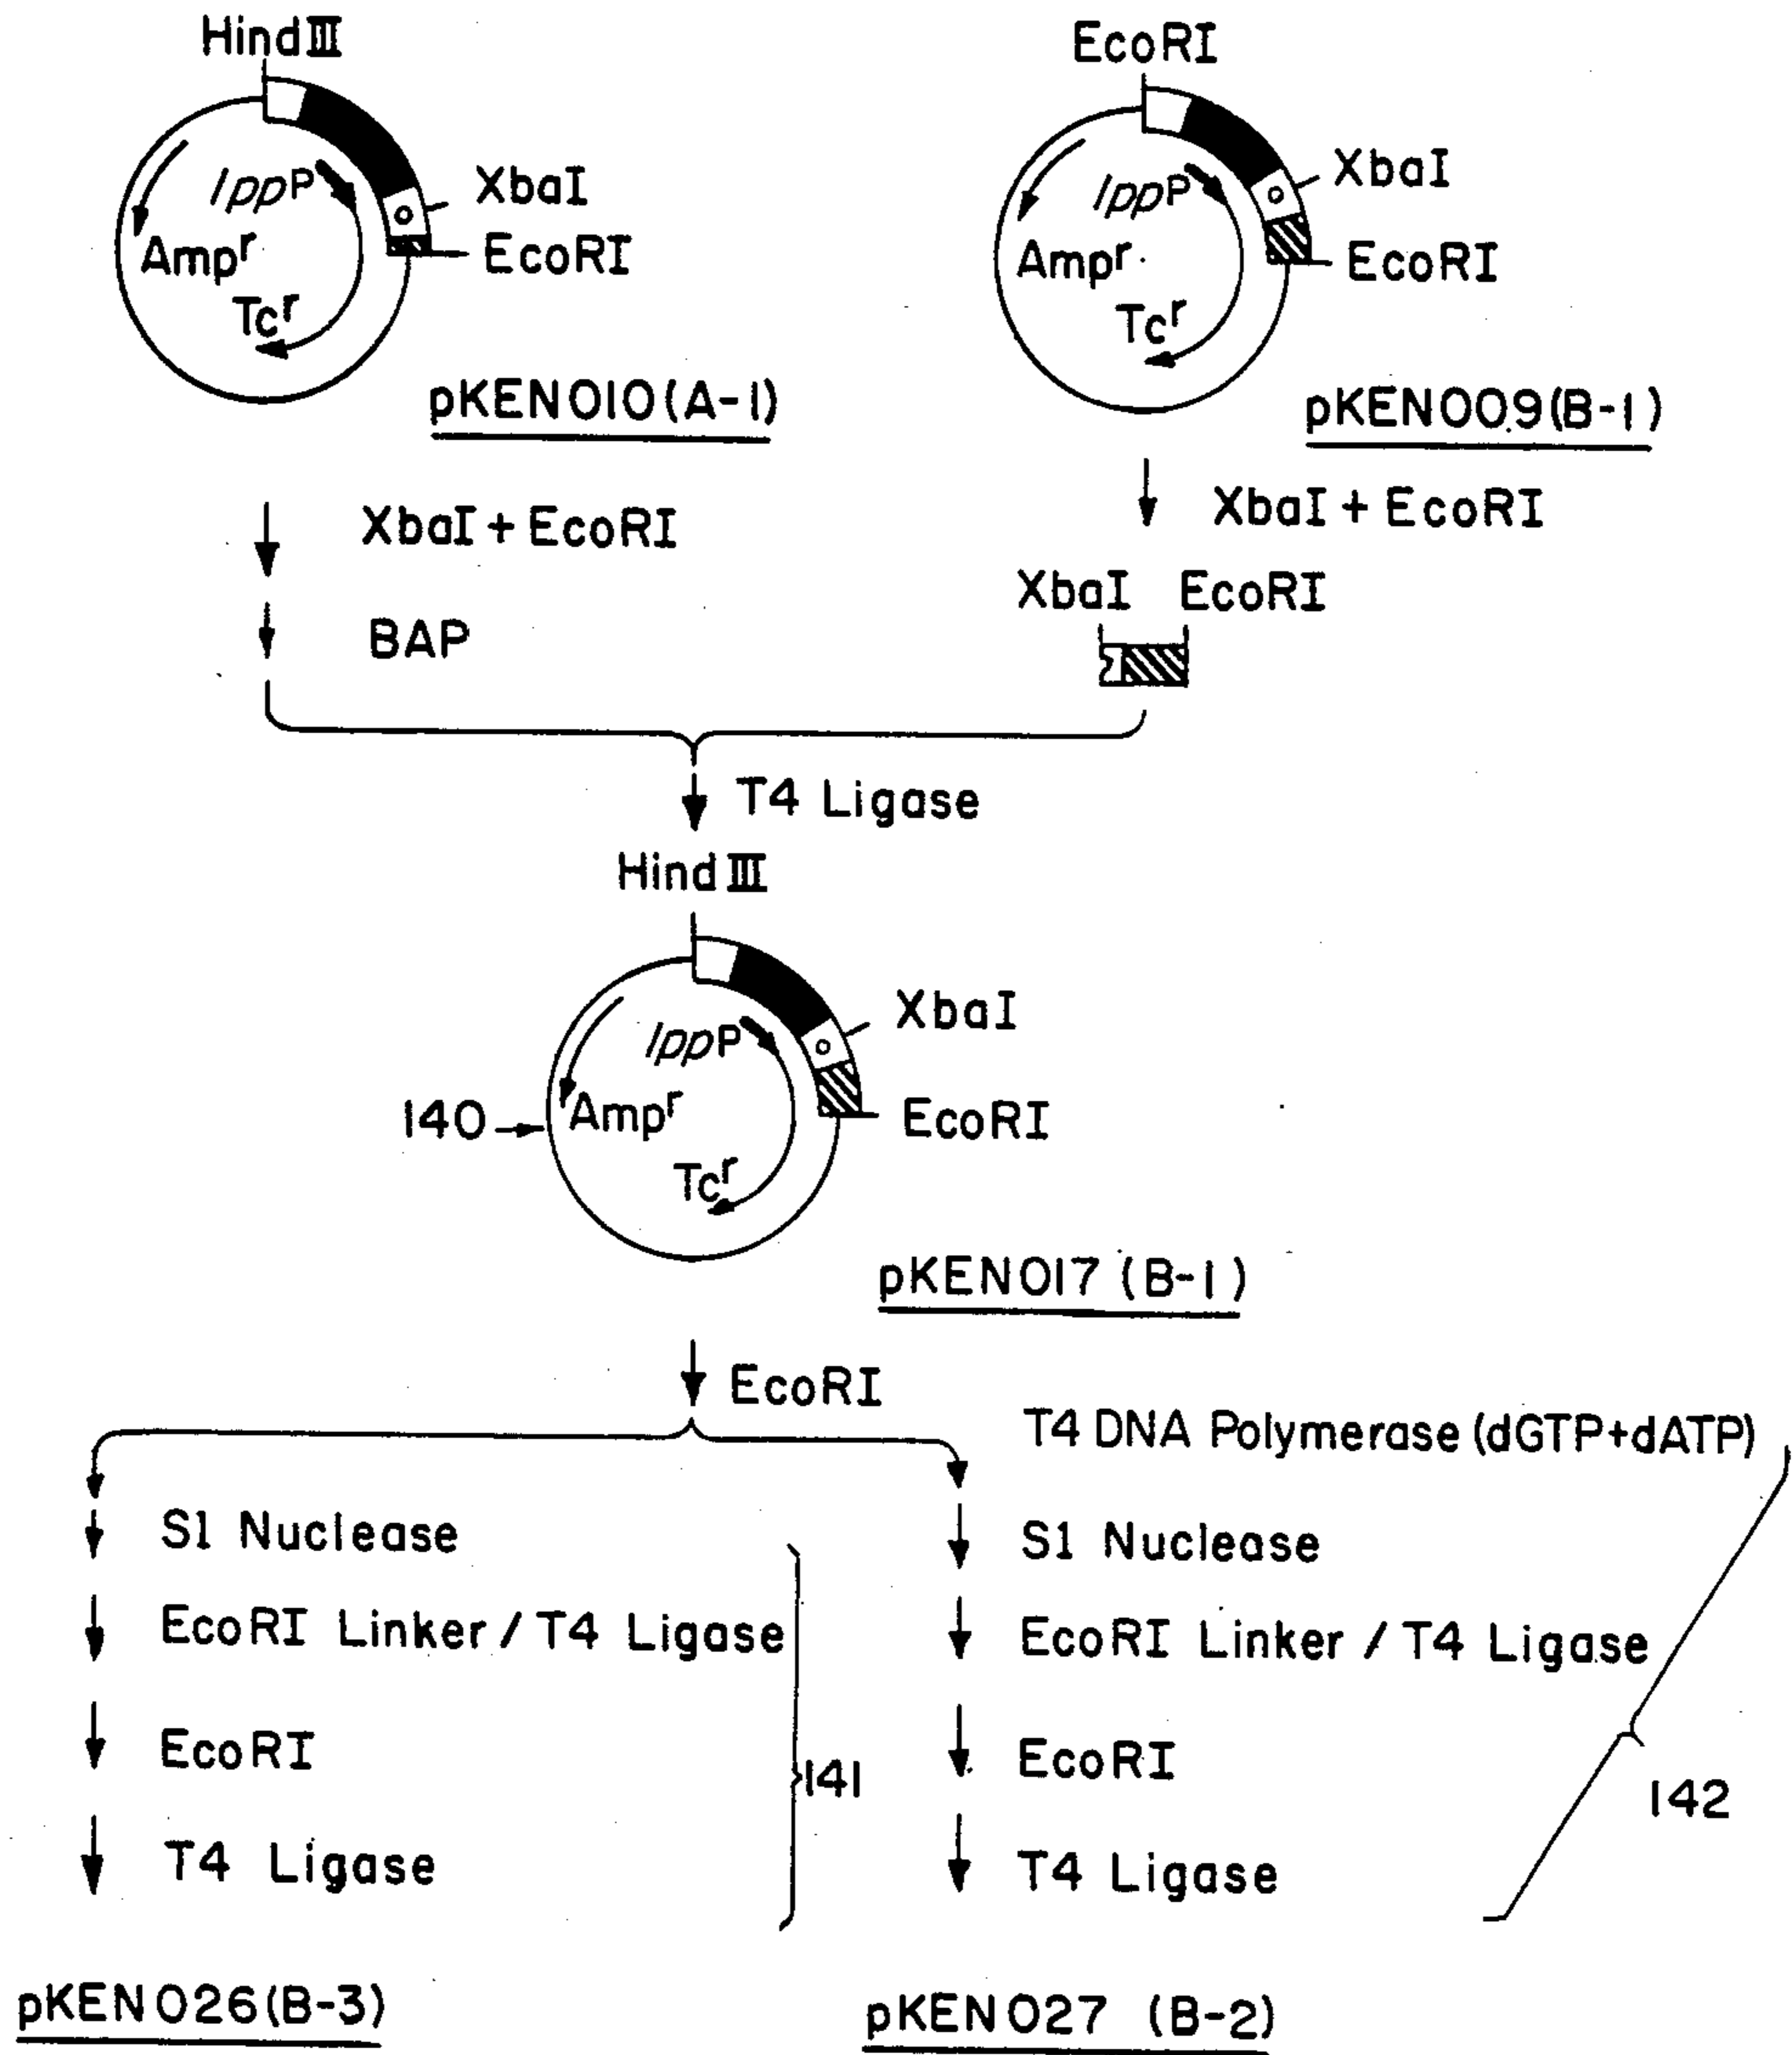 HindIII
XbaI
lppP
EcoRI
Ampr
Tcr
pKEN010(A-1)
EcoRI
XbaI
lppP
EcoRI
Ampr.
Tcr
pKEN009(B-1)
XbaI + EcoRI
BAP
XbaI + EcoRI
XbaI EcoRI
T4 Ligase
HindIII
XbaI
lppP
EcoRI
140
Ampr
Tcr
pKEN017 (B-1)
EcoRI
T4 DNA Polymerase (dGTP+dATP)
S1 Nuclease
EcoRI Linker / T4 Ligase
EcoRI
T4 Ligase
141
S1 Nuclease
EcoRI Linker / T4 Ligase
EcoRI
T4 Ligase
142
pKEN026(B-3)
pKEN027 (B-2)